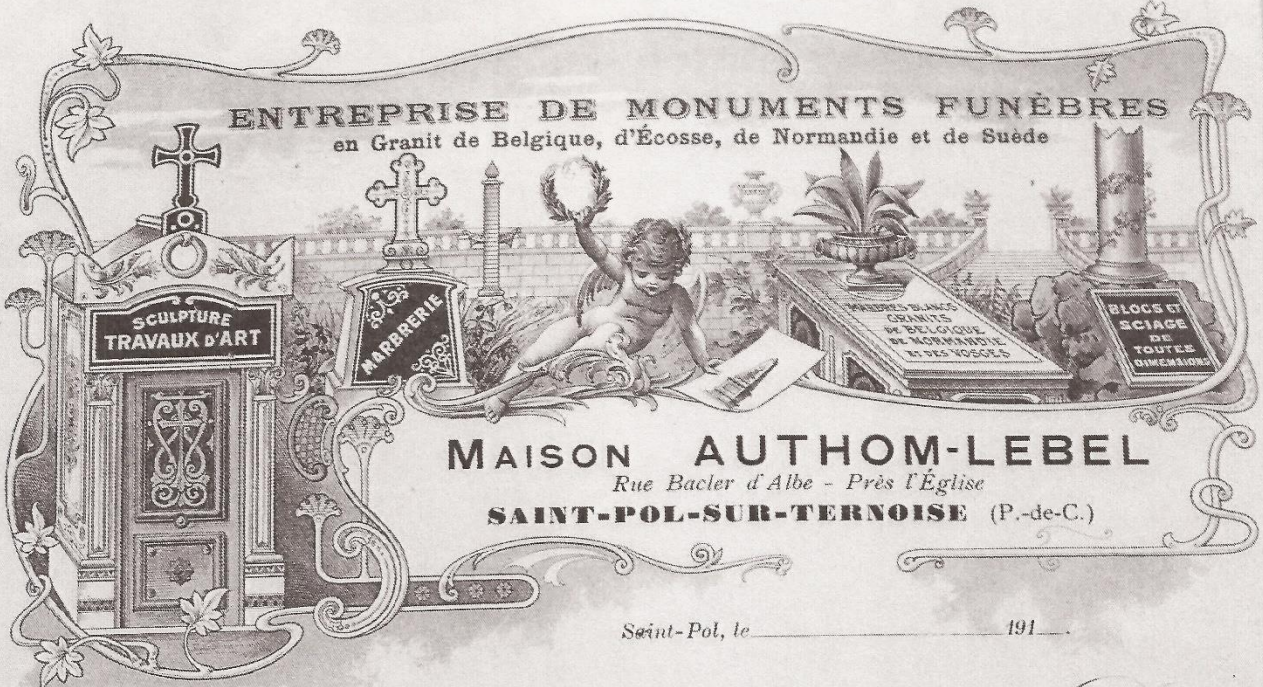 ENTREPRISE DE MONUMENTS FUNÈBRES
en Granit de Belgique, d'Écosse, de Normandie et de Suède
SCULPTURE
TRAVAUX D'ART
MARBRERIE
MARBRES BLANCS
GRANITS
DE BELGIQUE
DE NORMANDIE
ET DES VOSGES
BLOCS ET
SCIAGE
DE
TOUTES
DIMENSIONS
MAISON AUTHOM-LEBEL
Rue Bacler d'Albe - Près l'Église
SAINT-POL-SUR-TERNOISE (P.-de-C.)
Saint-Pol, le 191 .